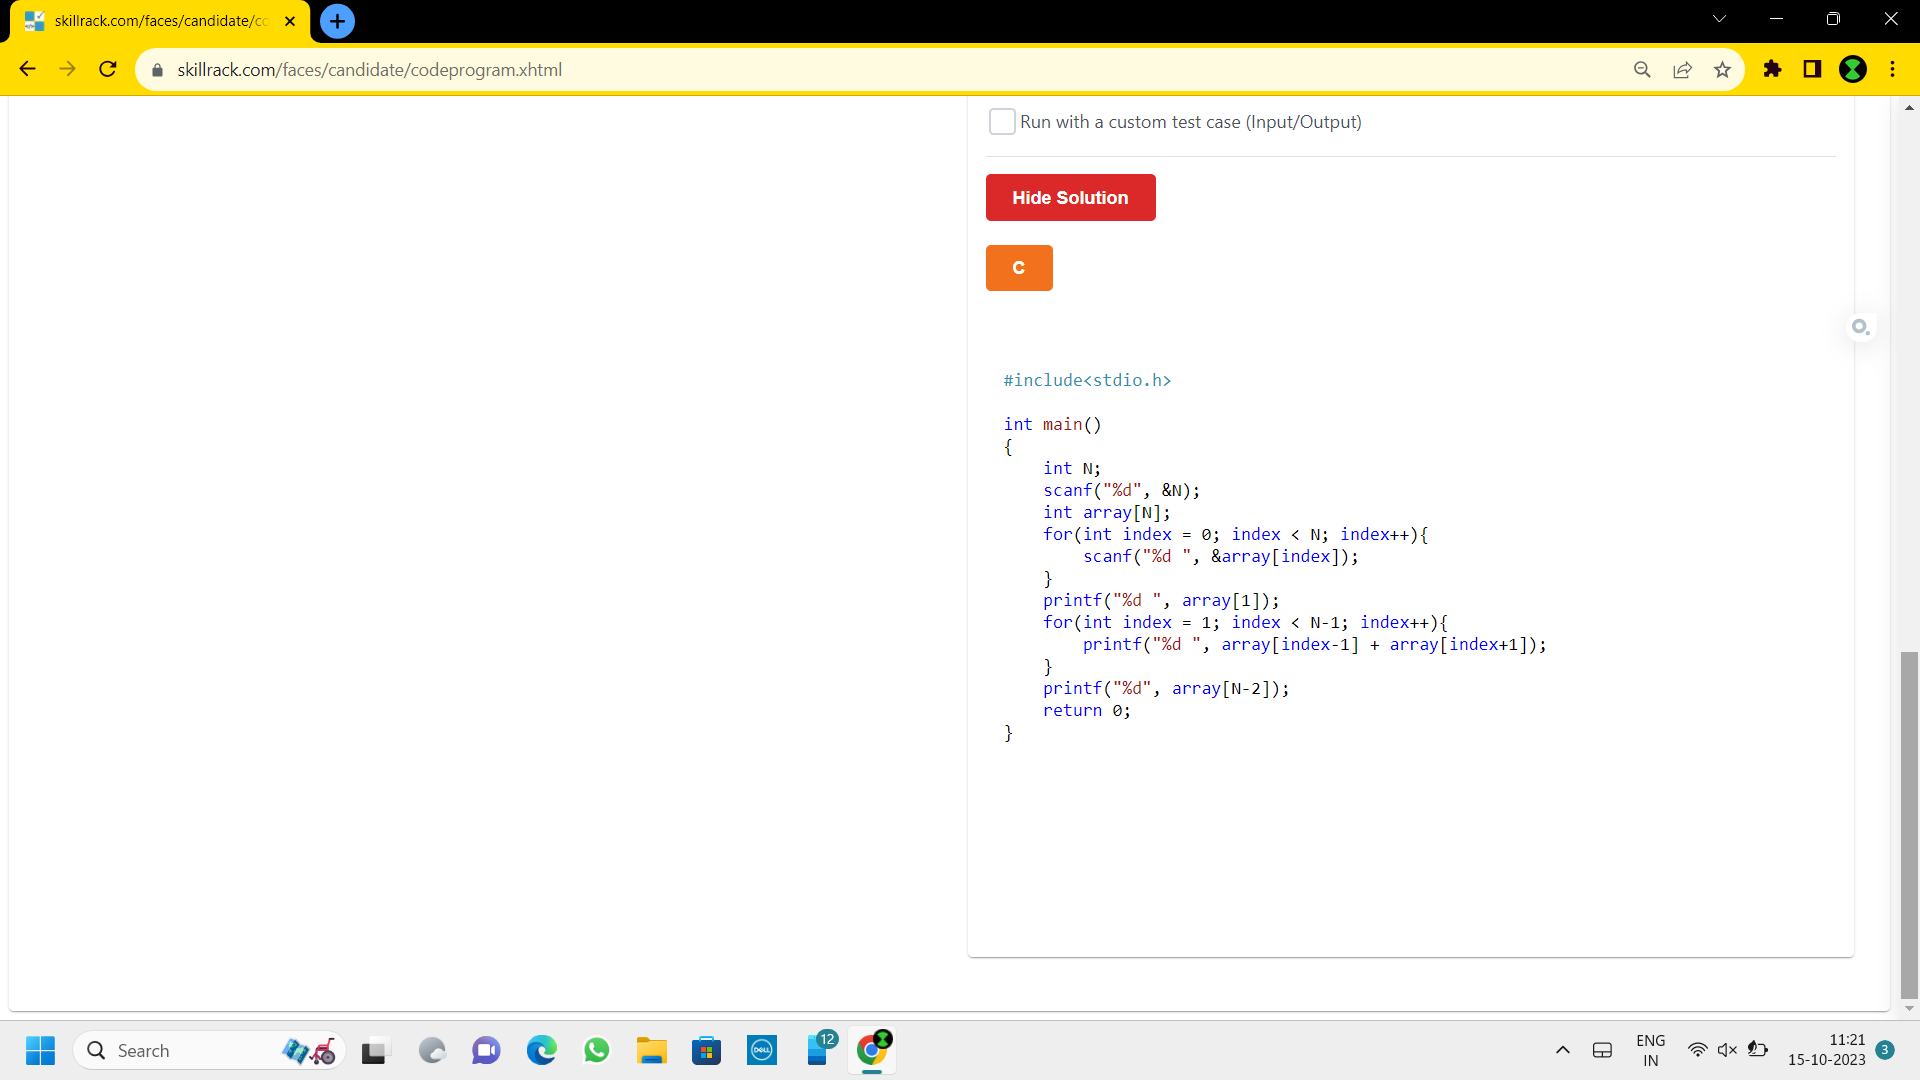 skillrack.com/faces/candidate/co
skillrack.com/faces/candidate/codeprogram.xhtml
Run with a custom test case (Input/Output)
Hide Solution
C
#include<stdio.h>
int main()
{
    int N;
    scanf("%d", &N);
    int array[N];
    for(int index = 0; index < N; index++){
        scanf("%d ", &array[index]);
    }
    printf("%d ", array[1]);
    for(int index = 1; index < N-1; index++){
        printf("%d ", array[index-1] + array[index+1]);
    }
    printf("%d", array[N-2]);
    return 0;
}
Search
DELL
12
ENG
IN
11:21
15-10-2023
3